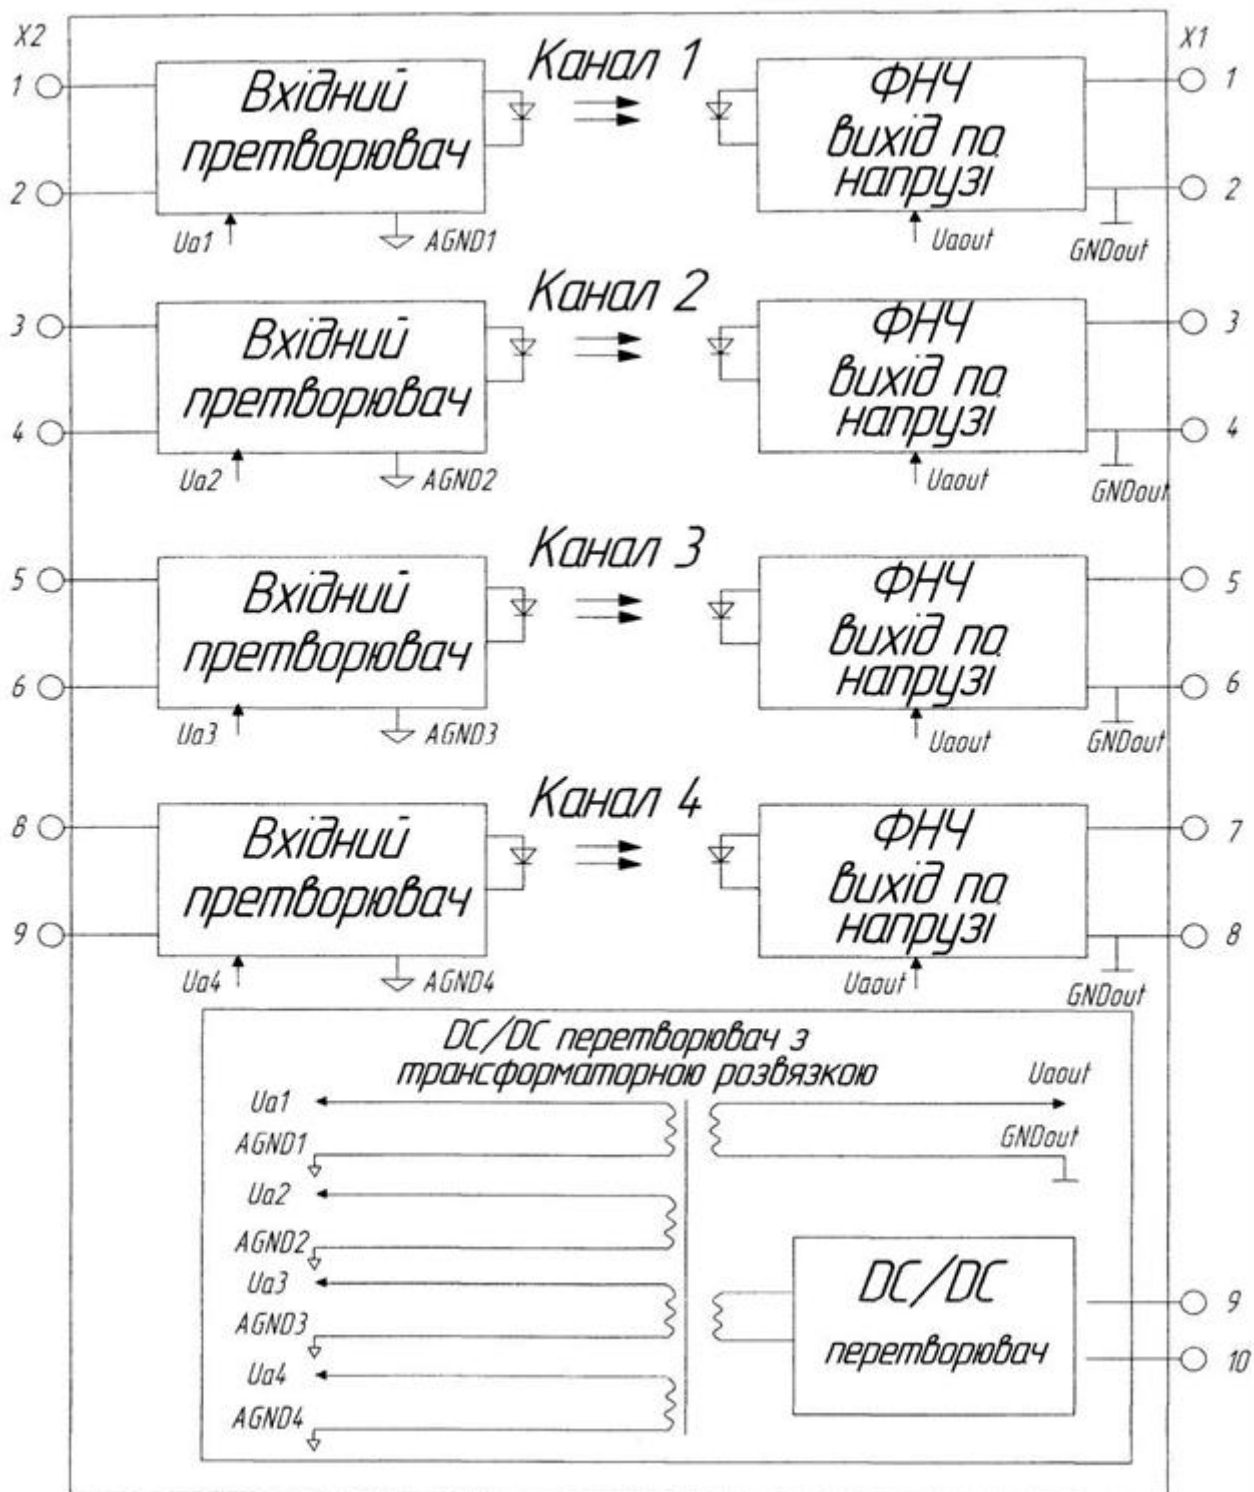 X2
X1
Канал 1
1
Вхідний
претворювач
2
Ua1
AGND1
ФНЧ
вихід по
напрузі
1
2
Uaout
GNDout
Канал 2
3
Вхідний
претворювач
4
Ua2
AGND2
ФНЧ
вихід по
напрузі
3
4
Uaout
GNDout
Канал 3
5
Вхідний
претворювач
6
Ua3
AGND3
ФНЧ
вихід по
напрузі
5
6
Uaout
GNDout
Канал 4
8
Вхідний
претворювач
9
Ua4
AGND4
ФНЧ
вихід по
напрузі
7
8
Uaout
GNDout
DC/DC перетворювач з
трансформаторною розвязкою
Ua1
AGND1
Ua2
AGND2
Ua3
AGND3
Ua4
AGND4
Uaout
GNDout
DC/DC
перетворювач
9
10